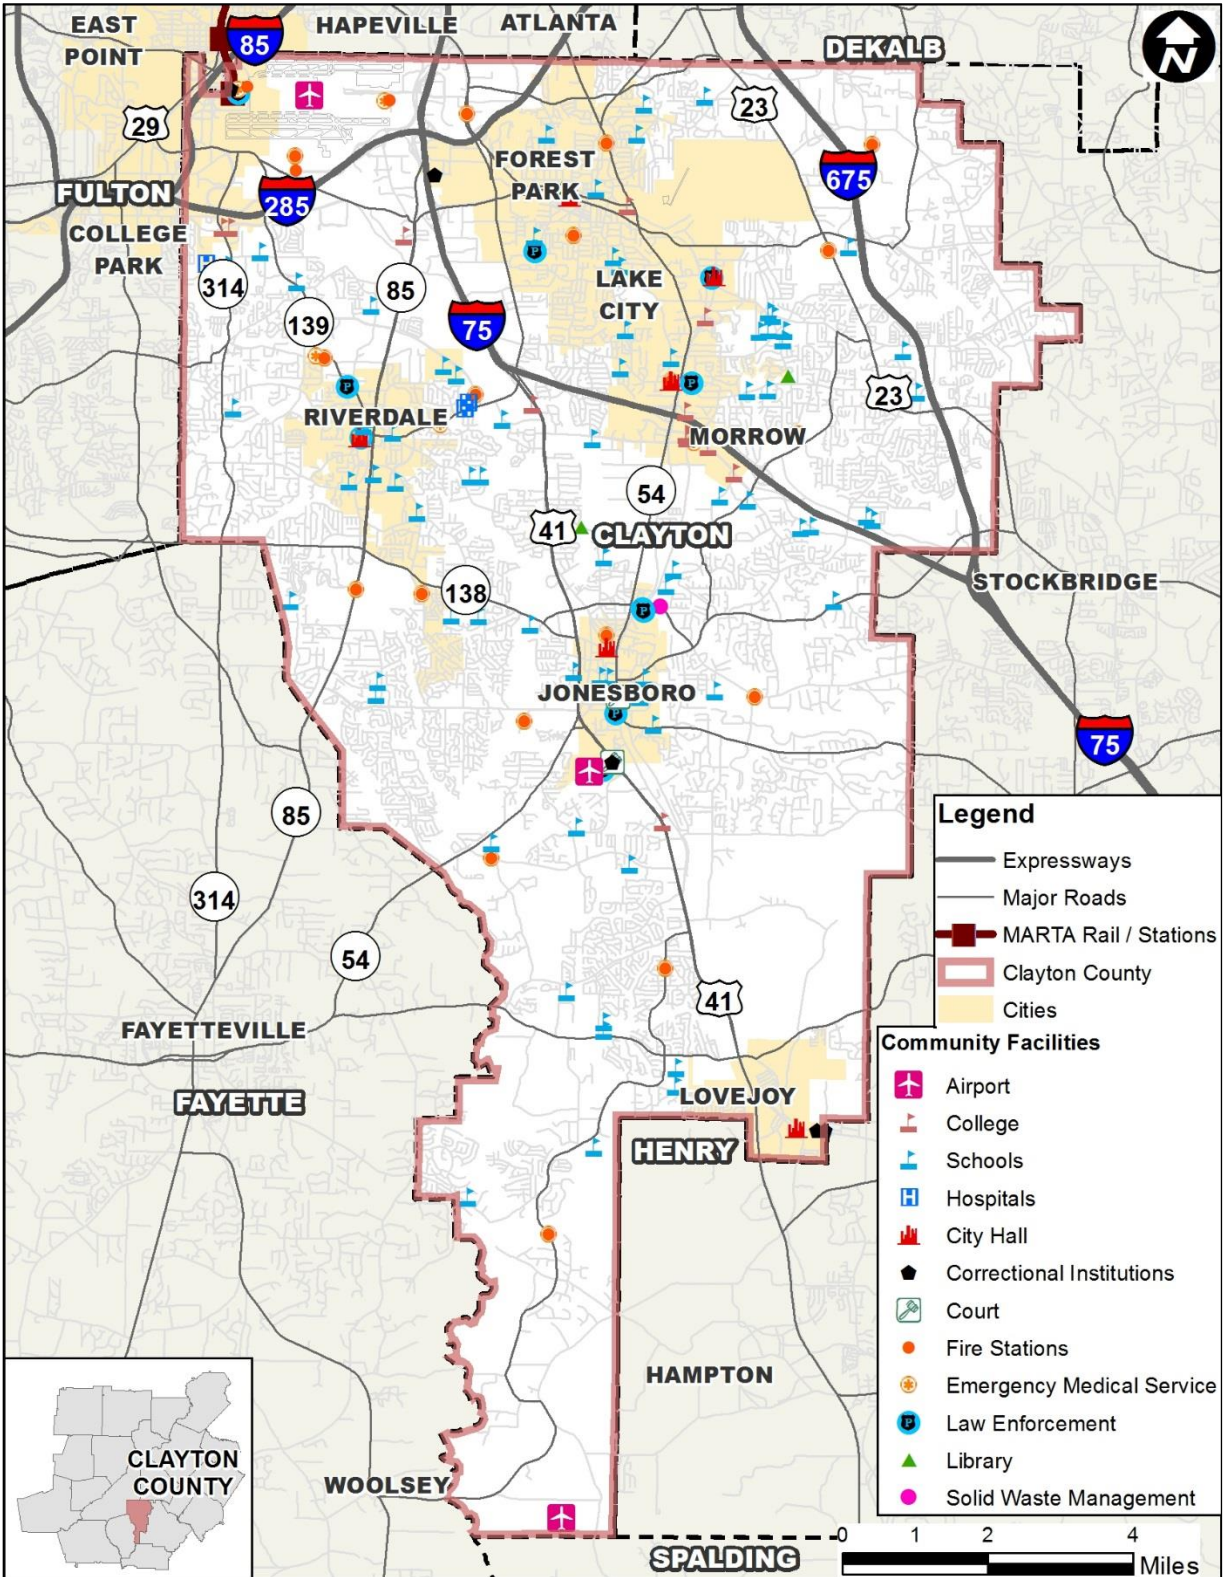 EAST
POINT
HAPEVILLE
ATLANTA
DEKALB
N
85
29
23
FOREST
PARK
FULTON
285
675
COLLEGE
PARK
314
85
LAKE
CITY
139
75
23
RIVERDALE
MORROW
54
41
CLAYTON
STOCKBRIDGE
138
JONESBORO
75
85
314
54
41
FAYETTEVILLE
LOVEJOY
FAYETTE
HENRY
HAMPTON
WOOLSEY
SPALDING
Legend
Expressways
Major Roads
MARTA Rail / Stations
Clayton County
Cities
Community Facilities
Airport
College
Schools
H Hospitals
City Hall
Correctional Institutions
Court
Fire Stations
Emergency Medical Service
P Law Enforcement
Library
Solid Waste Management
0 1 2 4
Miles
CLAYTON
COUNTY